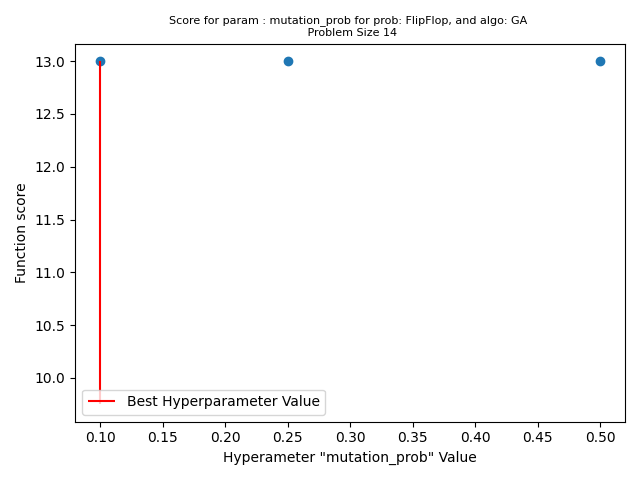 Score for param : mutation_prob for prob: FlipFlop, and algo: GA
Problem Size 14
13.0
12.5
12.0
11.5
11.0
10.5
10.0
Function score
Best Hyperparameter Value
0.10 0.15 0.20 0.25 0.30 0.35 0.40 0.45 0.50
Hyperameter "mutation_prob" Value